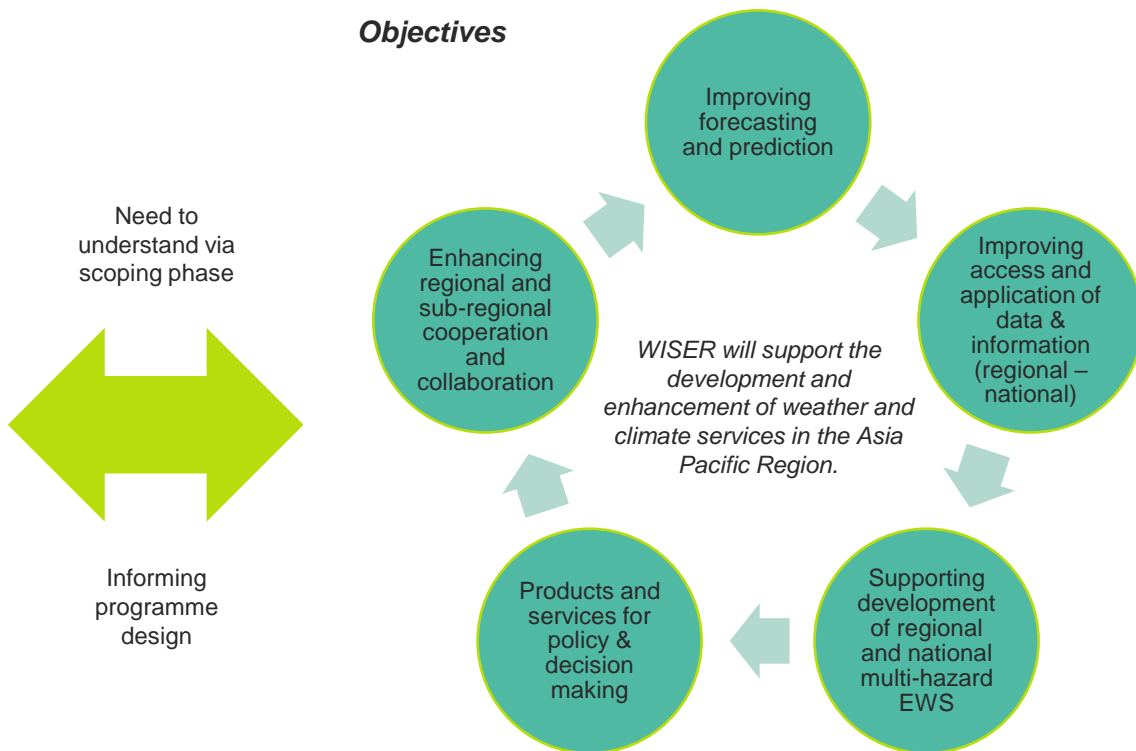 Objectives
Improving
forecasting
and prediction
Need to
understand via
scoping phase
Enhancing
regional and
sub-regional
cooperation
and
collaboration
Improving
access and
application of
data &
information
(regional –
national)
WISER will support the
development and
enhancement of weather and
climate services in the Asia
Pacific Region.
Informing
programme
design
Products and
services for
policy &
decision
making
Supporting
development
of regional
and national
multi-hazard
EWS